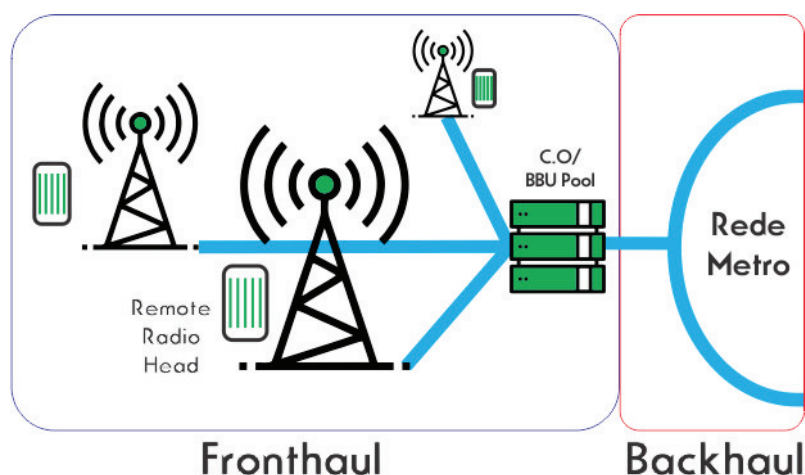 C.O/
BBU Pool
Rede
Metro
Remote
Radio
Head
Fronthaul
Backhaul